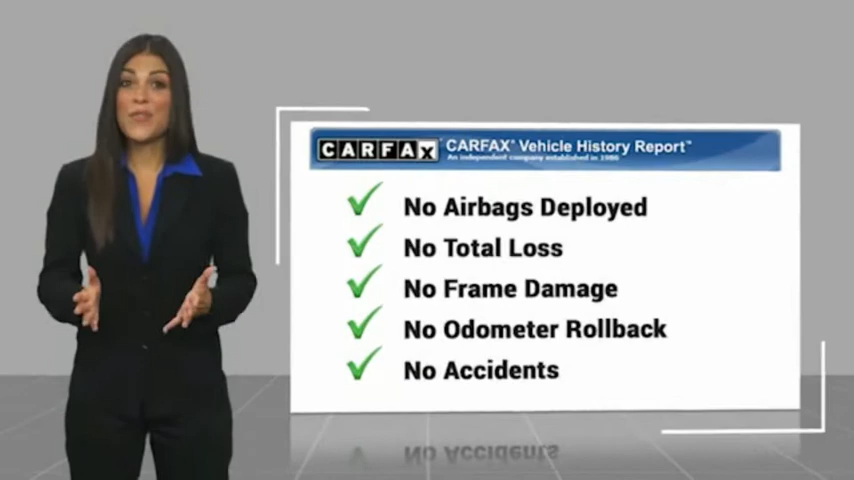 CARFAX CARFAX® Vehicle History Report™
An independent company established in 1986
No Airbags Deployed
No Total Loss
No Frame Damage
No Odometer Rollback
No Accidents
No Accidents